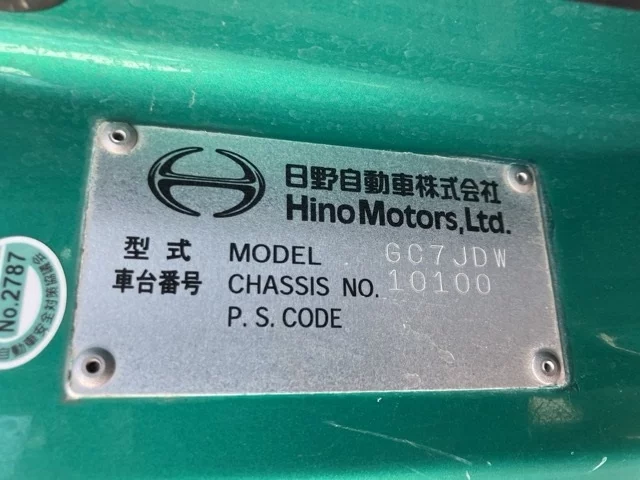 日野自動車株式会社
Hino Motors, Ltd.
型式 MODEL GC7JDW
車台番号 CHASSIS NO. 10100
P.S.CODE
No.2787